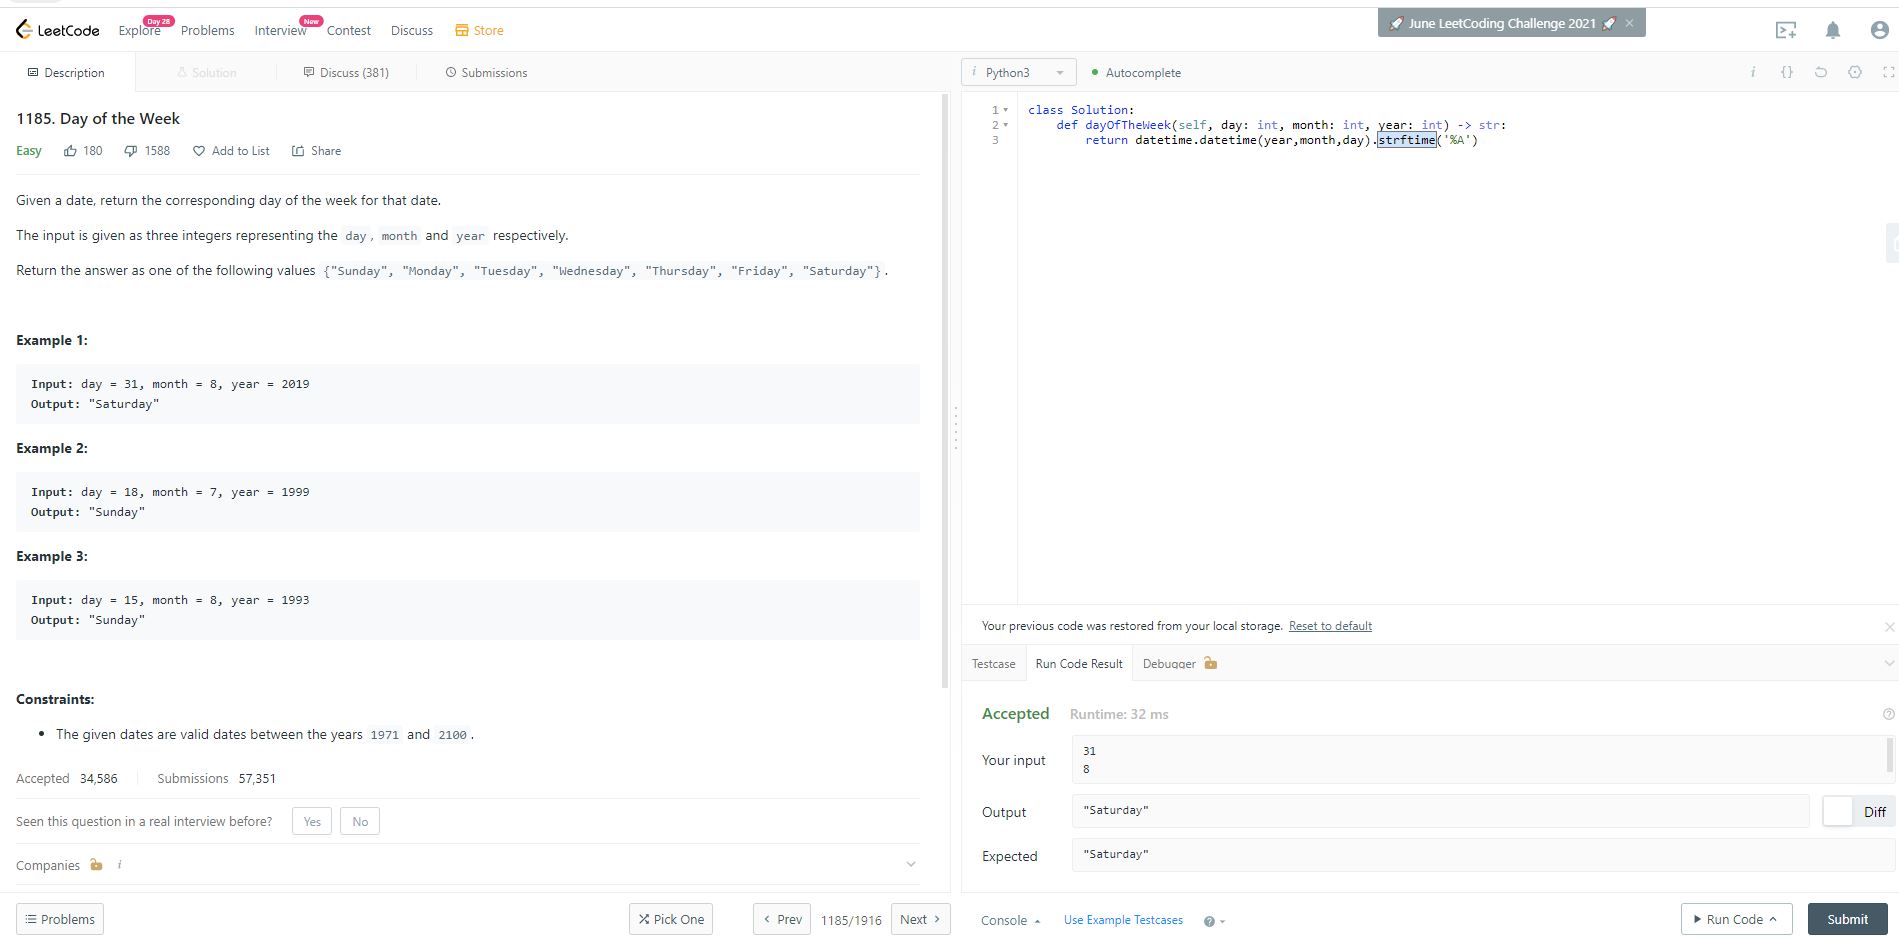 LeetCode
Explore
Day 28
Problems
Interview
New
Contest
Discuss
Store
June LeetCoding Challenge 2021
Description
Solution
Discuss (381)
Submissions
1185. Day of the Week
Easy
180
1588
Add to List
Share
Given a date, return the corresponding day of the week for that date.
The input is given as three integers representing the day, month and year respectively.
Return the answer as one of the following values {"Sunday", "Monday", "Tuesday", "Wednesday", "Thursday", "Friday", "Saturday"}.
Example 1:
Input: day = 31, month = 8, year = 2019
Output: "Saturday"
Example 2:
Input: day = 18, month = 7, year = 1999
Output: "Sunday"
Example 3:
Input: day = 15, month = 8, year = 1993
Output: "Sunday"
Constraints:
• The given dates are valid dates between the years 1971 and 2100.
Accepted 34,586
Submissions 57,351
Seen this question in a real interview before?
Yes
No
Companies i
Problems
Pick One
Prev
1185/1916
Next
i Python3
Autocomplete
i {}
1 class Solution:
2 def dayOfTheWeek(self, day: int, month: int, year: int) -> str:
3 return datetime.datetime(year,month,day).strftime('%A')
Your previous code was restored from your local storage. Reset to default
Testcase
Run Code Result
Debugger
Accepted
Runtime: 32 ms
Your input
31
8
Output
"Saturday"
Diff
Expected
"Saturday"
Console
Use Example Testcases
Run Code
Submit